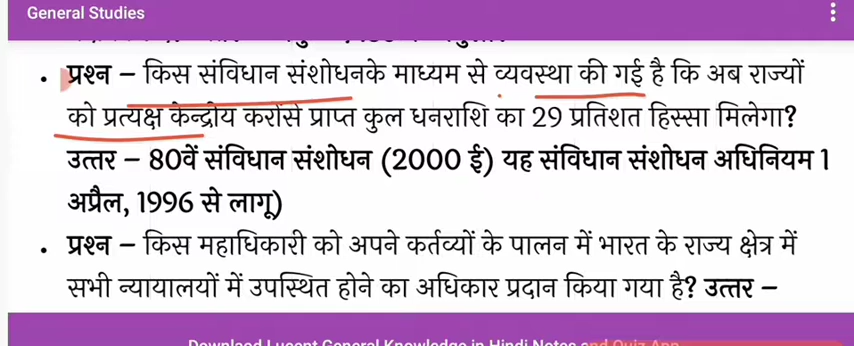 General Studies
• प्रश्न – किस संविधान संशोधनके माध्यम से व्यवस्था की गई है कि अब राज्यों
को प्रत्यक्ष केन्द्रीय करोंसे प्राप्त कुल धनराशि का 29 प्रतिशत हिस्सा मिलेगा?
उत्तर – 80वें संविधान संशोधन (2000 ई) यह संविधान संशोधन अधिनियम 1
अप्रैल, 1996 से लागू)
• प्रश्न – किस महाधिकारी को अपने कर्तव्यों के पालन में भारत के राज्य क्षेत्र में
सभी न्यायालयों में उपस्थित होने का अधिकार प्रदान किया गया है? उत्तर –
Downlaod Lucent General Knowledge in Hindi Notes and Quiz App